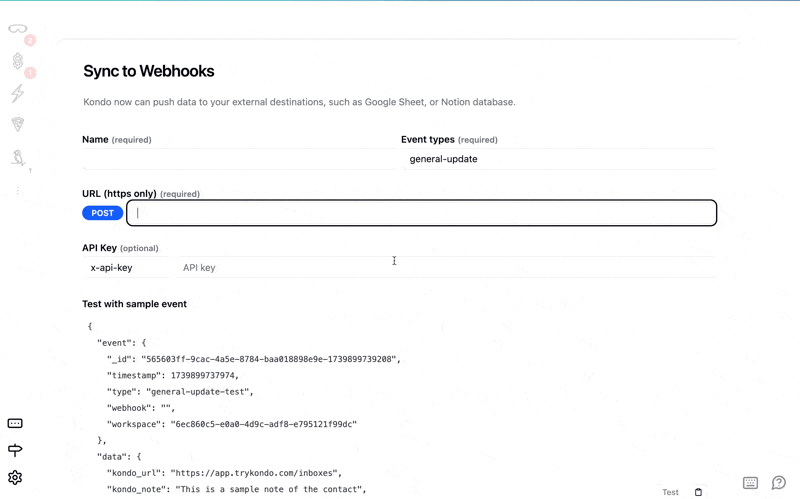 2
1
1
Sync to Webhooks
Kondo now can push data to your external destinations, such as Google Sheet, or Notion database.
Name (required)
Event types (required)
general-update
URL (https only) (required)
POST
API Key (optional)
x-api-key
API key
Test with sample event
{
"event": {
"_id": "565603ff-9cac-4a5e-8784-baa018898e9e-1739899739208",
"timestamp": 1739899737974,
"type": "general-update-test",
"webhook": "",
"workspace": "6ec860c5-e0a0-4d9c-adf8-e795121f99dc"
},
"data": {
"kondo_url": "https://app.trykondo.com/inboxes",
"kondo_note": "This is a sample note of the contact",
Test